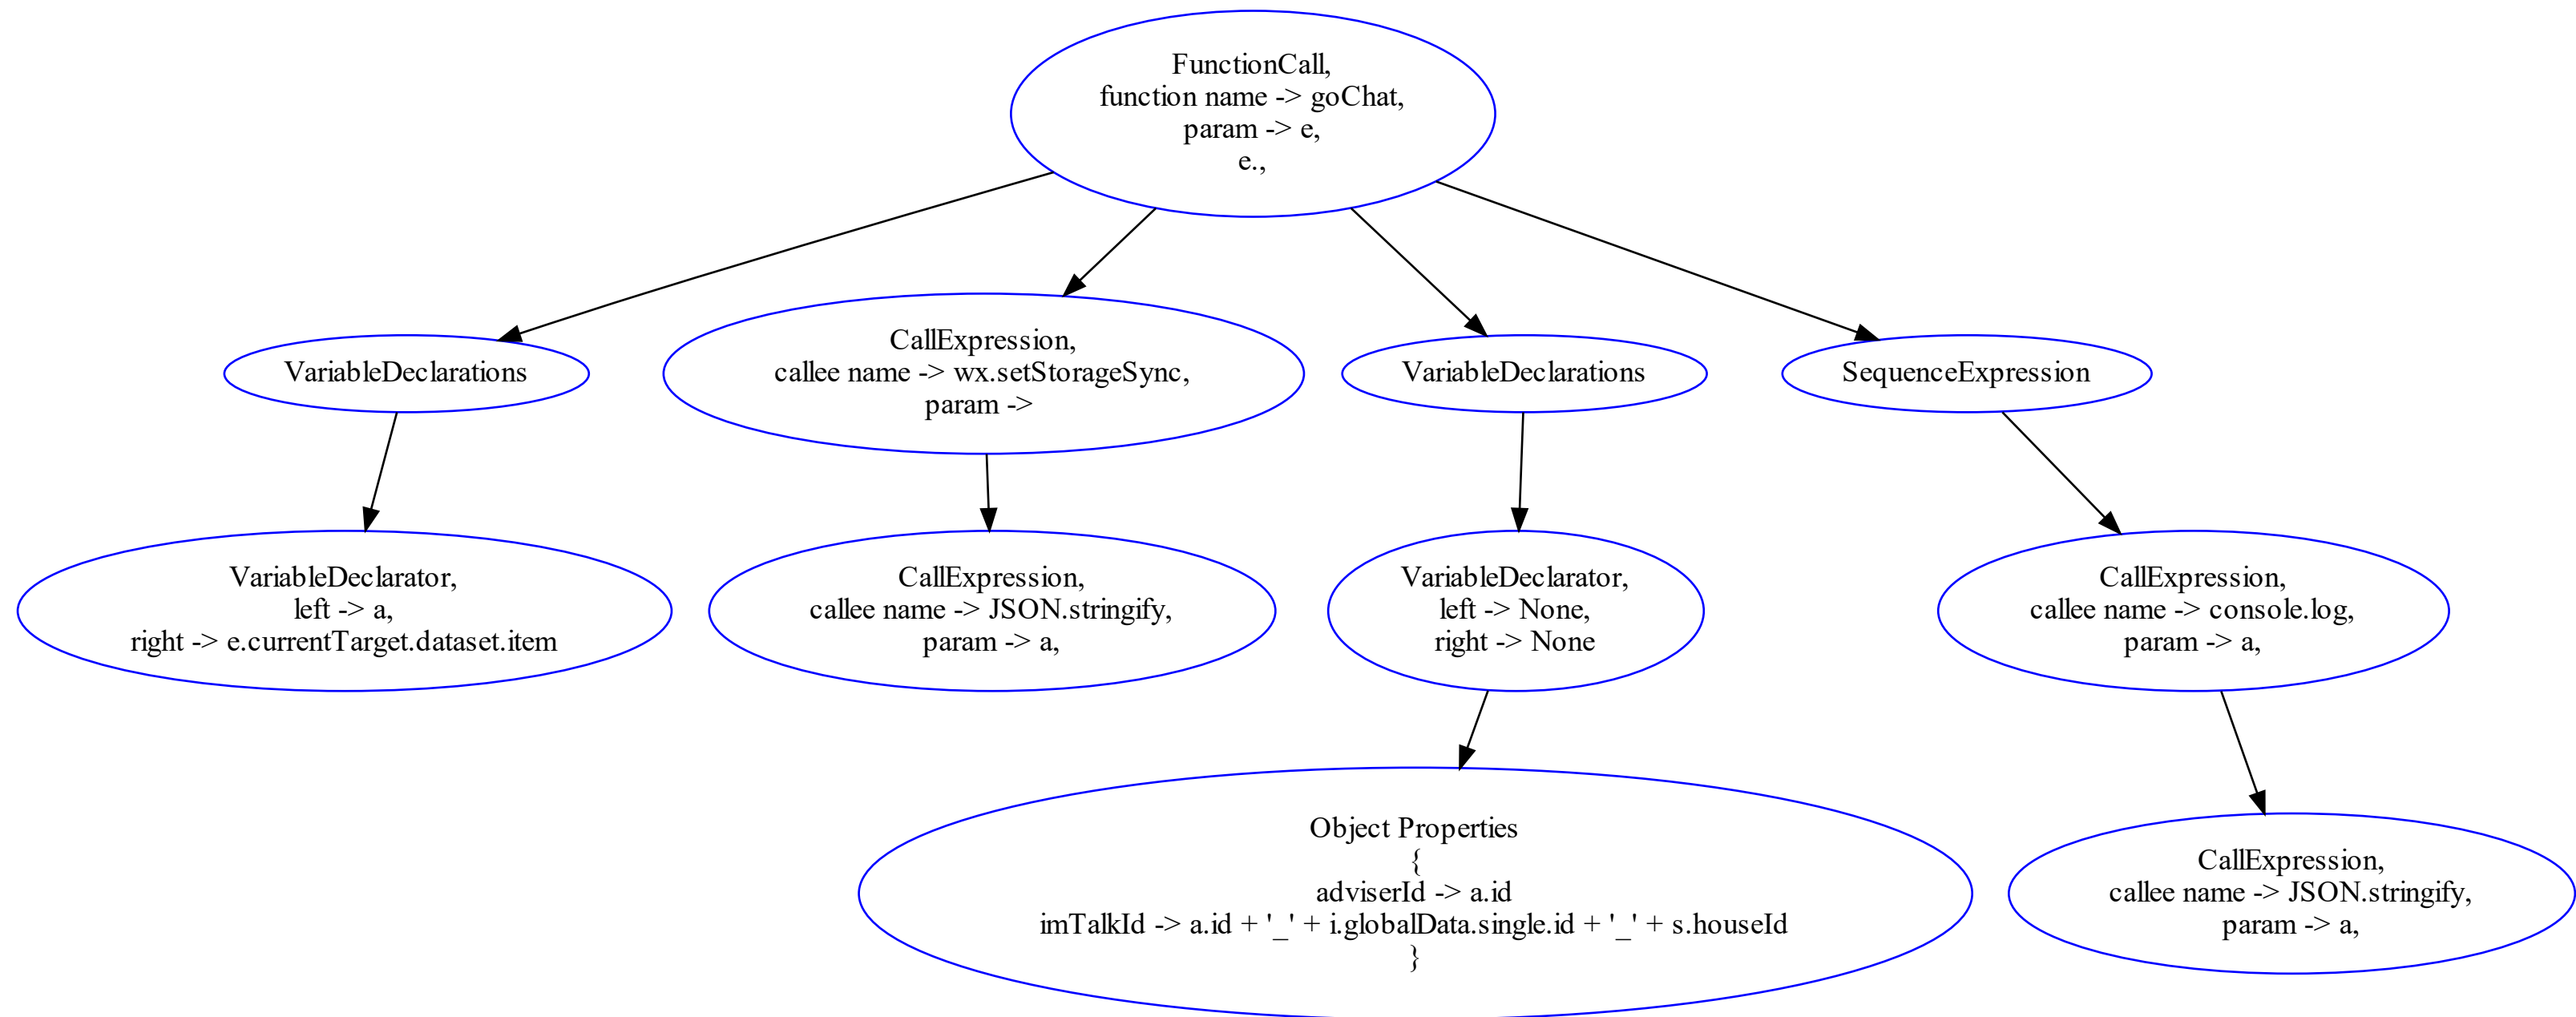 FunctionCall,
function name -> goChat,
param -> e,
e.,
VariableDeclarations
CallExpression,
callee name -> wx.setStorageSync,
param ->
VariableDeclarations
SequenceExpression
VariableDeclarator,
left -> a,
right -> e.currentTarget.dataset.item
CallExpression,
callee name -> JSON.stringify,
param -> a,
VariableDeclarator,
left -> None,
right -> None
CallExpression,
callee name -> console.log,
param -> a,
Object Properties
{
adviserId -> a.id
imTalkId -> a.id + '_' + i.globalData.single.id + '_' + s.houseId
}
CallExpression,
callee name -> JSON.stringify,
param -> a,